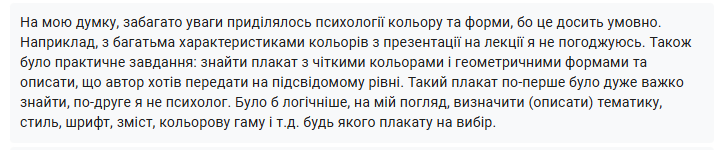 На мою думку, забагато уваги приділялось психології кольору та форми, бо це досить умовно.
Наприклад, з багатьма характеристиками кольорів з презентації на лекції я не погоджуюсь. Також
було практичне завдання: знайти плакат з чіткими кольорами і геометричними формами та
описати, що автор хотів передати на підсвідомому рівні. Такий плакат по-перше було дуже важко
знайти, по-друге я не психолог. Було б логічніше, на мій погляд, визначити (описати) тематику,
стиль, шрифт, зміст, кольорову гаму і т.д. будь якого плакату на вибір.